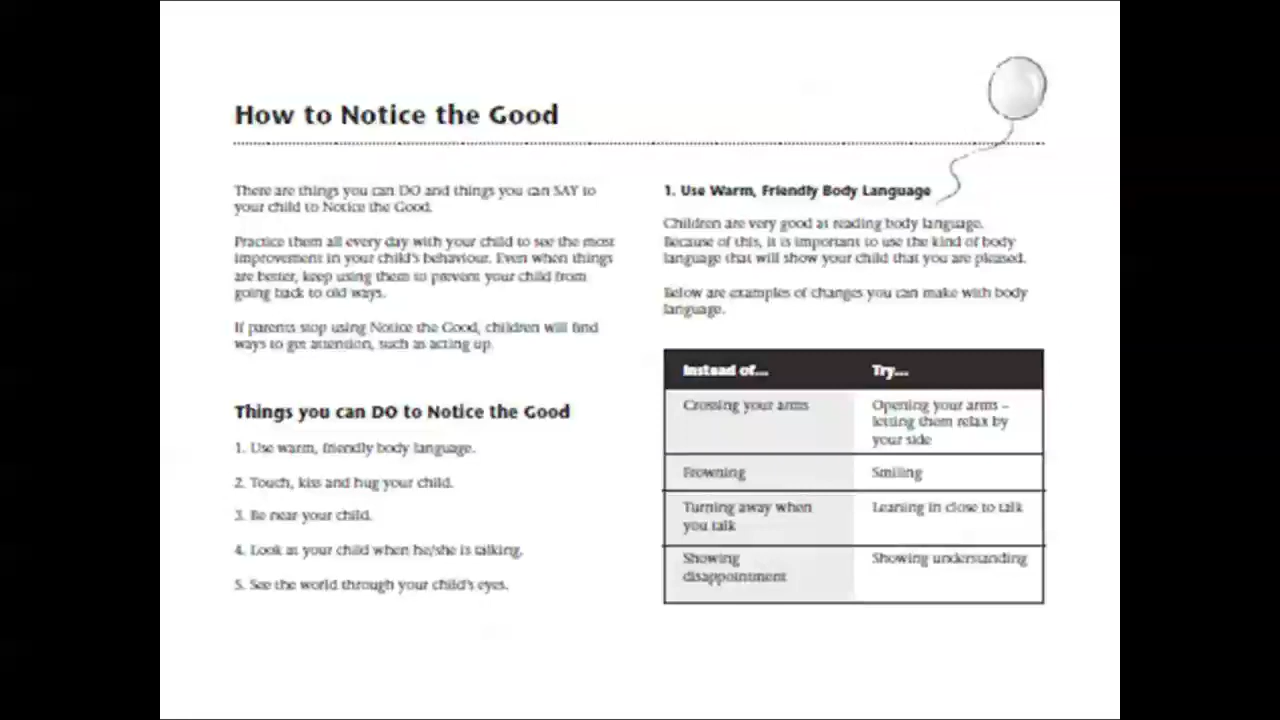 How to Notice the Good
There are things you can DO and things you can SAY to
your child to Notice the Good.
Practice them all every day with your child to see the most
improvement in your child's behaviour. Even when things
are better, keep using them to prevent your child from
going back to old ways.
If parents stop using Notice the Good, children will find
ways to get attention, such as acting up.
Things you can DO to Notice the Good
1. Use warm, friendly body language.
2. Touch, kiss and hug your child.
3. Be near your child.
4. Look at your child when he/she is talking.
5. See the world through your child's eyes.
1. Use Warm, Friendly Body Language
Children are very good at reading body language.
Because of this, it is important to use the kind of body
language that will show your child that you are pleased.
Below are examples of changes you can make with body
language.
Instead of... Try...
Crossing your arms Opening your arms –
letting them relax by
your side
Frowning Smiling
Turning away when Leaning in close to talk
you talk
Showing Showing understanding
disappointment